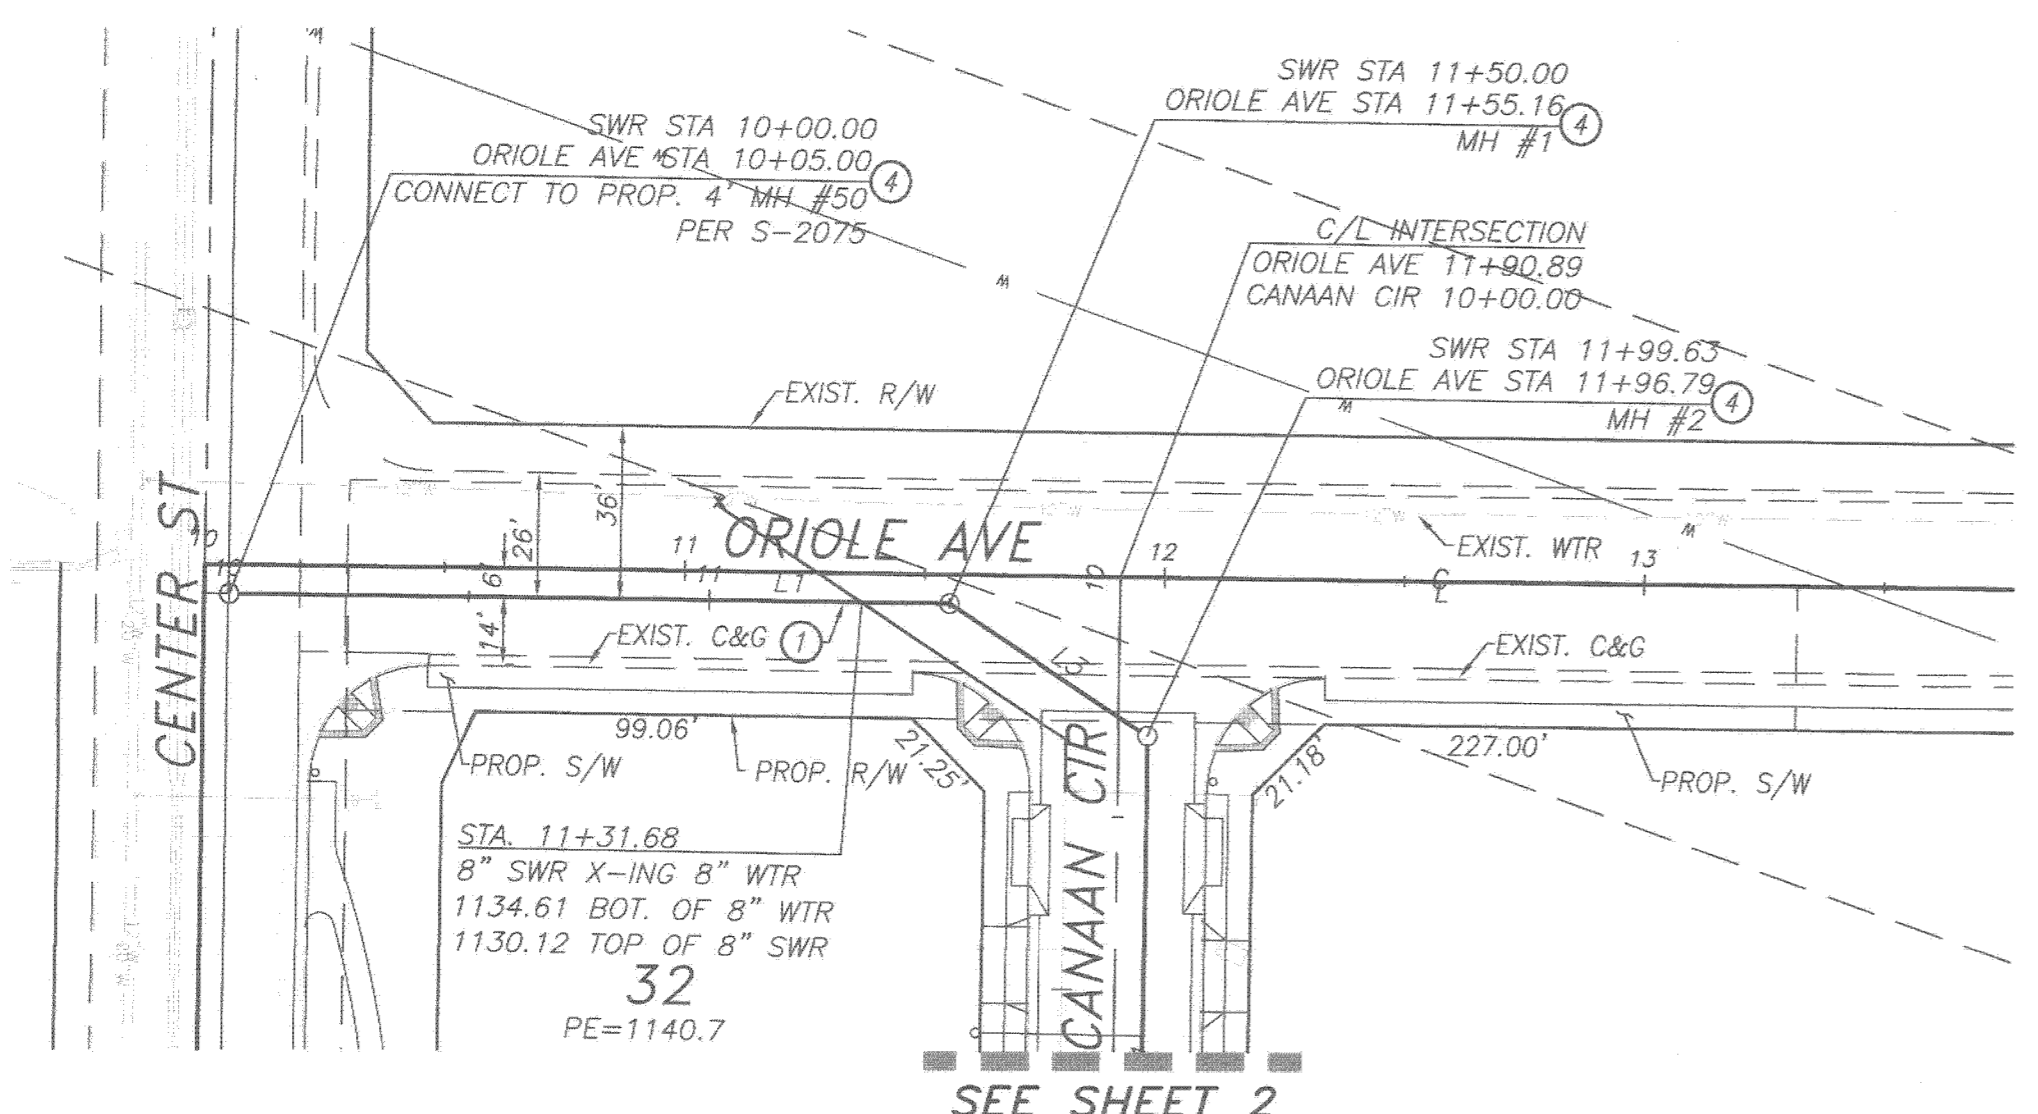 SWR STA 11+50.00
ORIOLE AVE STA 11+55.16
4
MH #1
SWR STA 10+00.00
ORIOLE AVE STA 10+05.00
4
CONNECT TO PROP. 4' MH #50
PER S-2075
C/L INTERSECTION
ORIOLE AVE 11+90.89
CANAAN CIR 10+00.00
SWR STA 11+99.63
ORIOLE AVE STA 11+96.79
4
MH #2
W
W
W
W
W
EXIST. R/W
36'
26'
6'
14'
10
10
11
11
L1
ORIOLE AVE
12
10
13
EXIST. WTR
CENTER ST
EXIST. C&G
1
EXIST. C&G
99.06'
21.25'
21.18'
227.00'
PROP. S/W
PROP. R/W
PROP. S/W
CANAAN CIR
STA. 11+31.68
8" SWR X-ING 8" WTR
1134.61 BOT. OF 8" WTR
1130.12 TOP OF 8" SWR
32
PE=1140.7
SEE SHEET 2